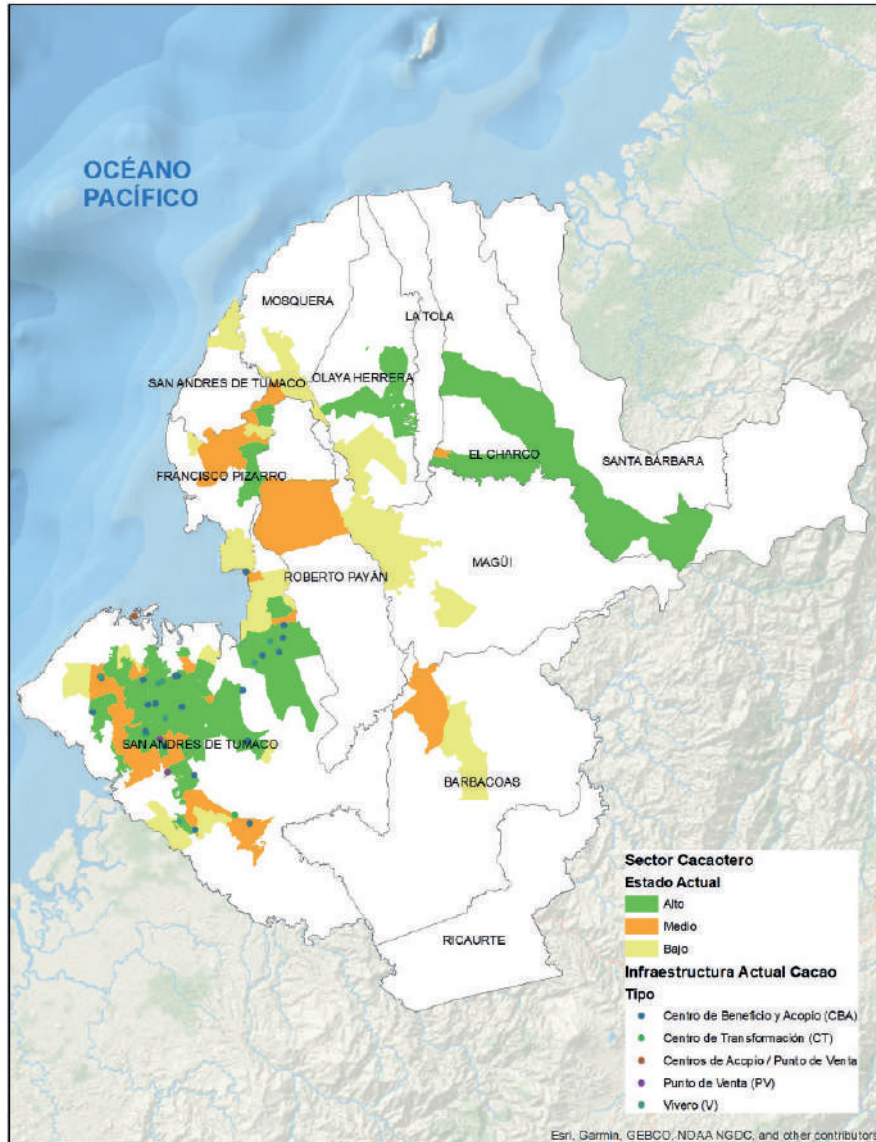 OCÉANO
PACÍFICO
MOSQUERA
LA TOLA
SAN ANDRES DE TUMACO
OLAYA HERRERA
EL CHARCO
SANTA BÁRBARA
FRANCISCO PIZARRO
MAGÜI
ROBERTO PAYÁN
SAN ANDRES DE TUMACO
BARBACOAS
RICAURTE
Sector Cacaotero
Estado Actual
Alto
Medio
Bajo
Infraestructura Actual Cacao
Tipo
Centro de Beneficio y Acopio (CBA)
Centro de Transformación (CT)
Centros de Acopio / Punto de Venta
Punto de Venta (PV)
Vivero (V)
Esri, Garmin, GEBCO, NOAA NGDC, and other contributors